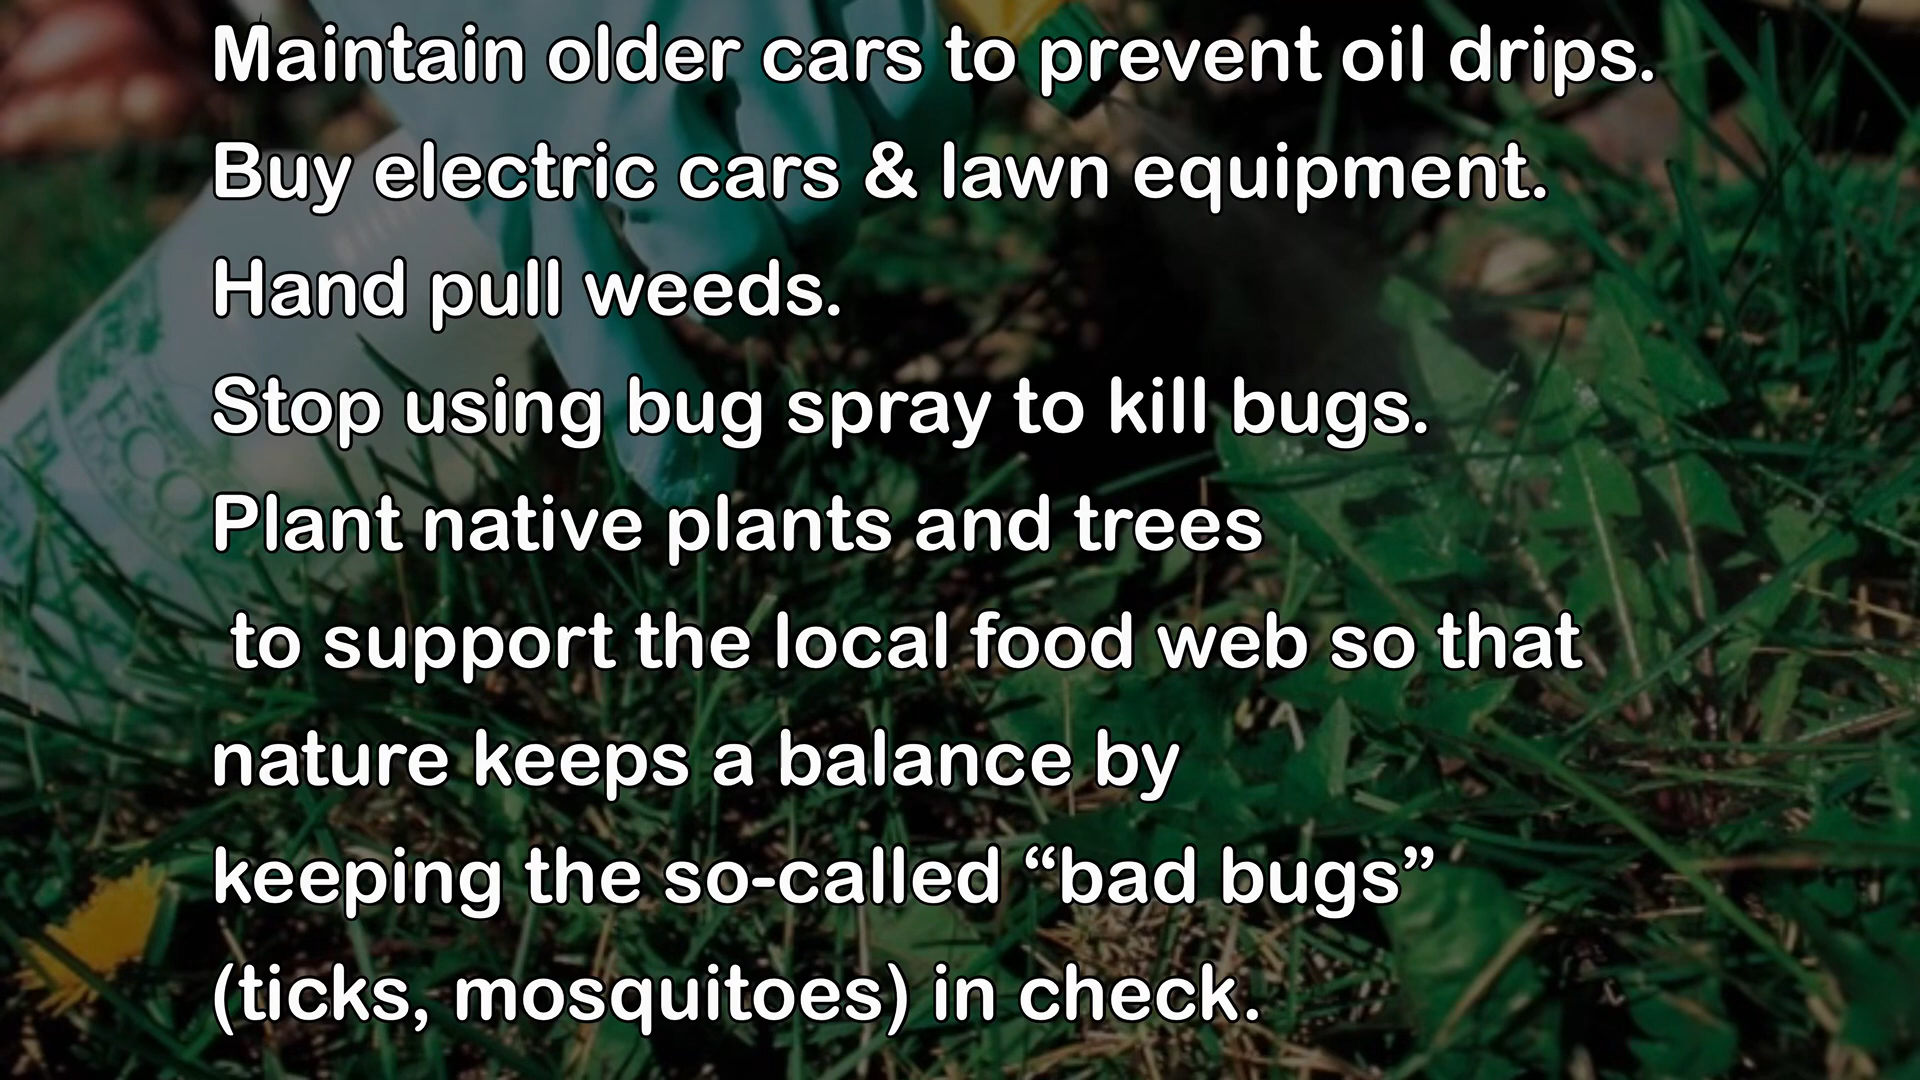 Maintain older cars to prevent oil drips.
Buy electric cars & lawn equipment.
Hand pull weeds.
Stop using bug spray to kill bugs.
Plant native plants and trees
to support the local food web so that
nature keeps a balance by
keeping the so-called “bad bugs”
(ticks, mosquitoes) in check.